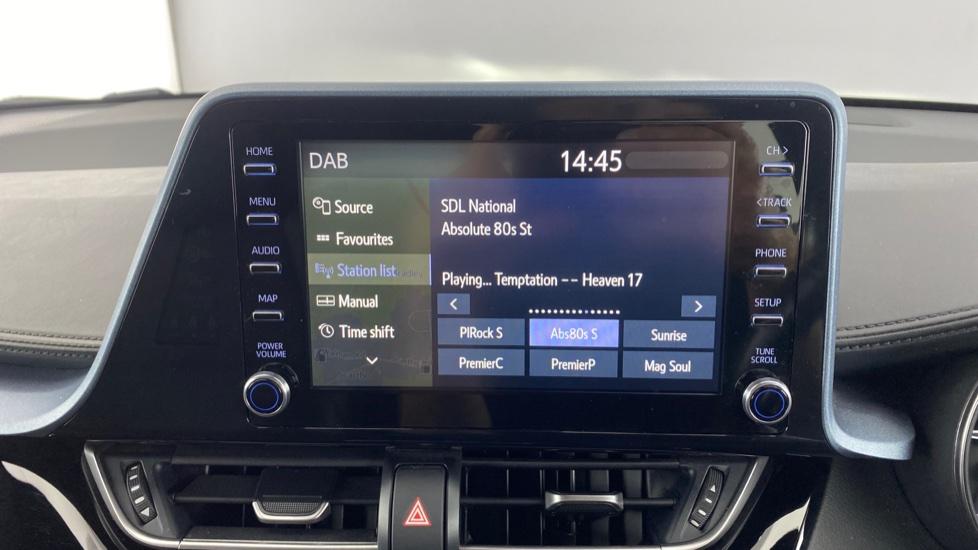 HOME
MENU
AUDIO
MAP
POWER
VOLUME
DAB
14:45
Source
Favourites
Station list
Manual
Time shift
SDL National
Absolute 80s St
Playing... Temptation -- Heaven 17
< >
PlRock S Abs80s S Sunrise
PremierC PremierP Mag Soul
CH >
< TRACK
PHONE
SETUP
TUNE
SCROLL